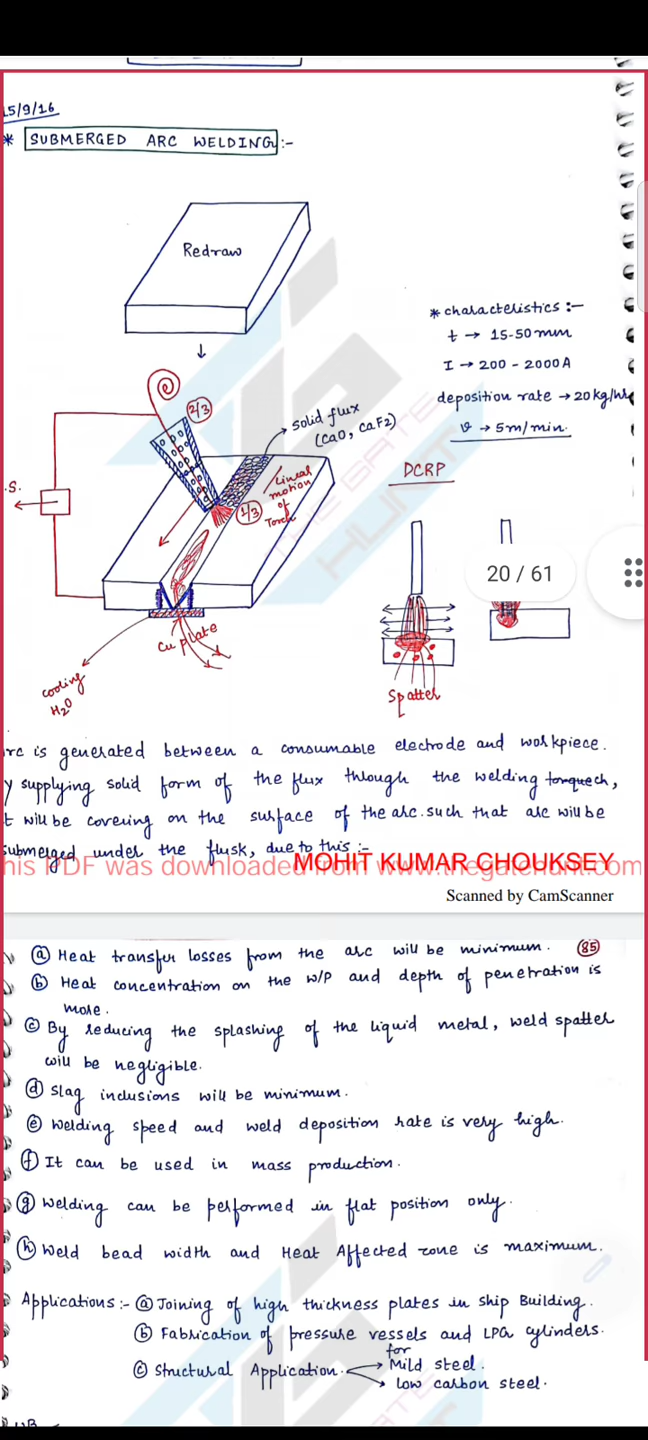 15/9/16
* SUBMERGED ARC WELDING :-
Redraw
* characteristics :-
t → 15-50mm
I → 200 - 2000A
deposition rate → 20 kg/hr
ϑ → 5m/min.
2/3
solid flux
(CaO, CaF2)
Linear
motion
of
Torch
1/3
DCRP
.S.
20 / 61
Cu plate
cooling
H2O
Spatter
rc is generated between a consumable electrode and workpiece.
y supplying solid form of the flux through the welding torquech,
t will be covering on the surface of the arc. such that arc will be
submerged under the flusk, due to this :-
his PDF was downloaded from www.thegatehunt.com
MOHIT KUMAR CHOUKSEY
Scanned by CamScanner
85
(a) Heat transfer losses from the arc will be minimum.
(b) Heat concentration on the W/P and depth of penetration is
more.
(c) By reducing the splashing of the liquid metal, weld spatter
will be negligible.
(d) Slag inclusions will be minimum.
(e) Welding speed and weld deposition rate is very high.
(f) It can be used in mass production.
(g) Welding can be performed in flat position only.
(h) Weld bead width and Heat Affected zone is maximum.
Applications :- (a) Joining of high thickness plates in ship Building.
(b) Fabrication of pressure vessels and LPG cylinders.
(c) Structural Application for → Mild steel.
→ low carbon steel.
THE GATE HUNT